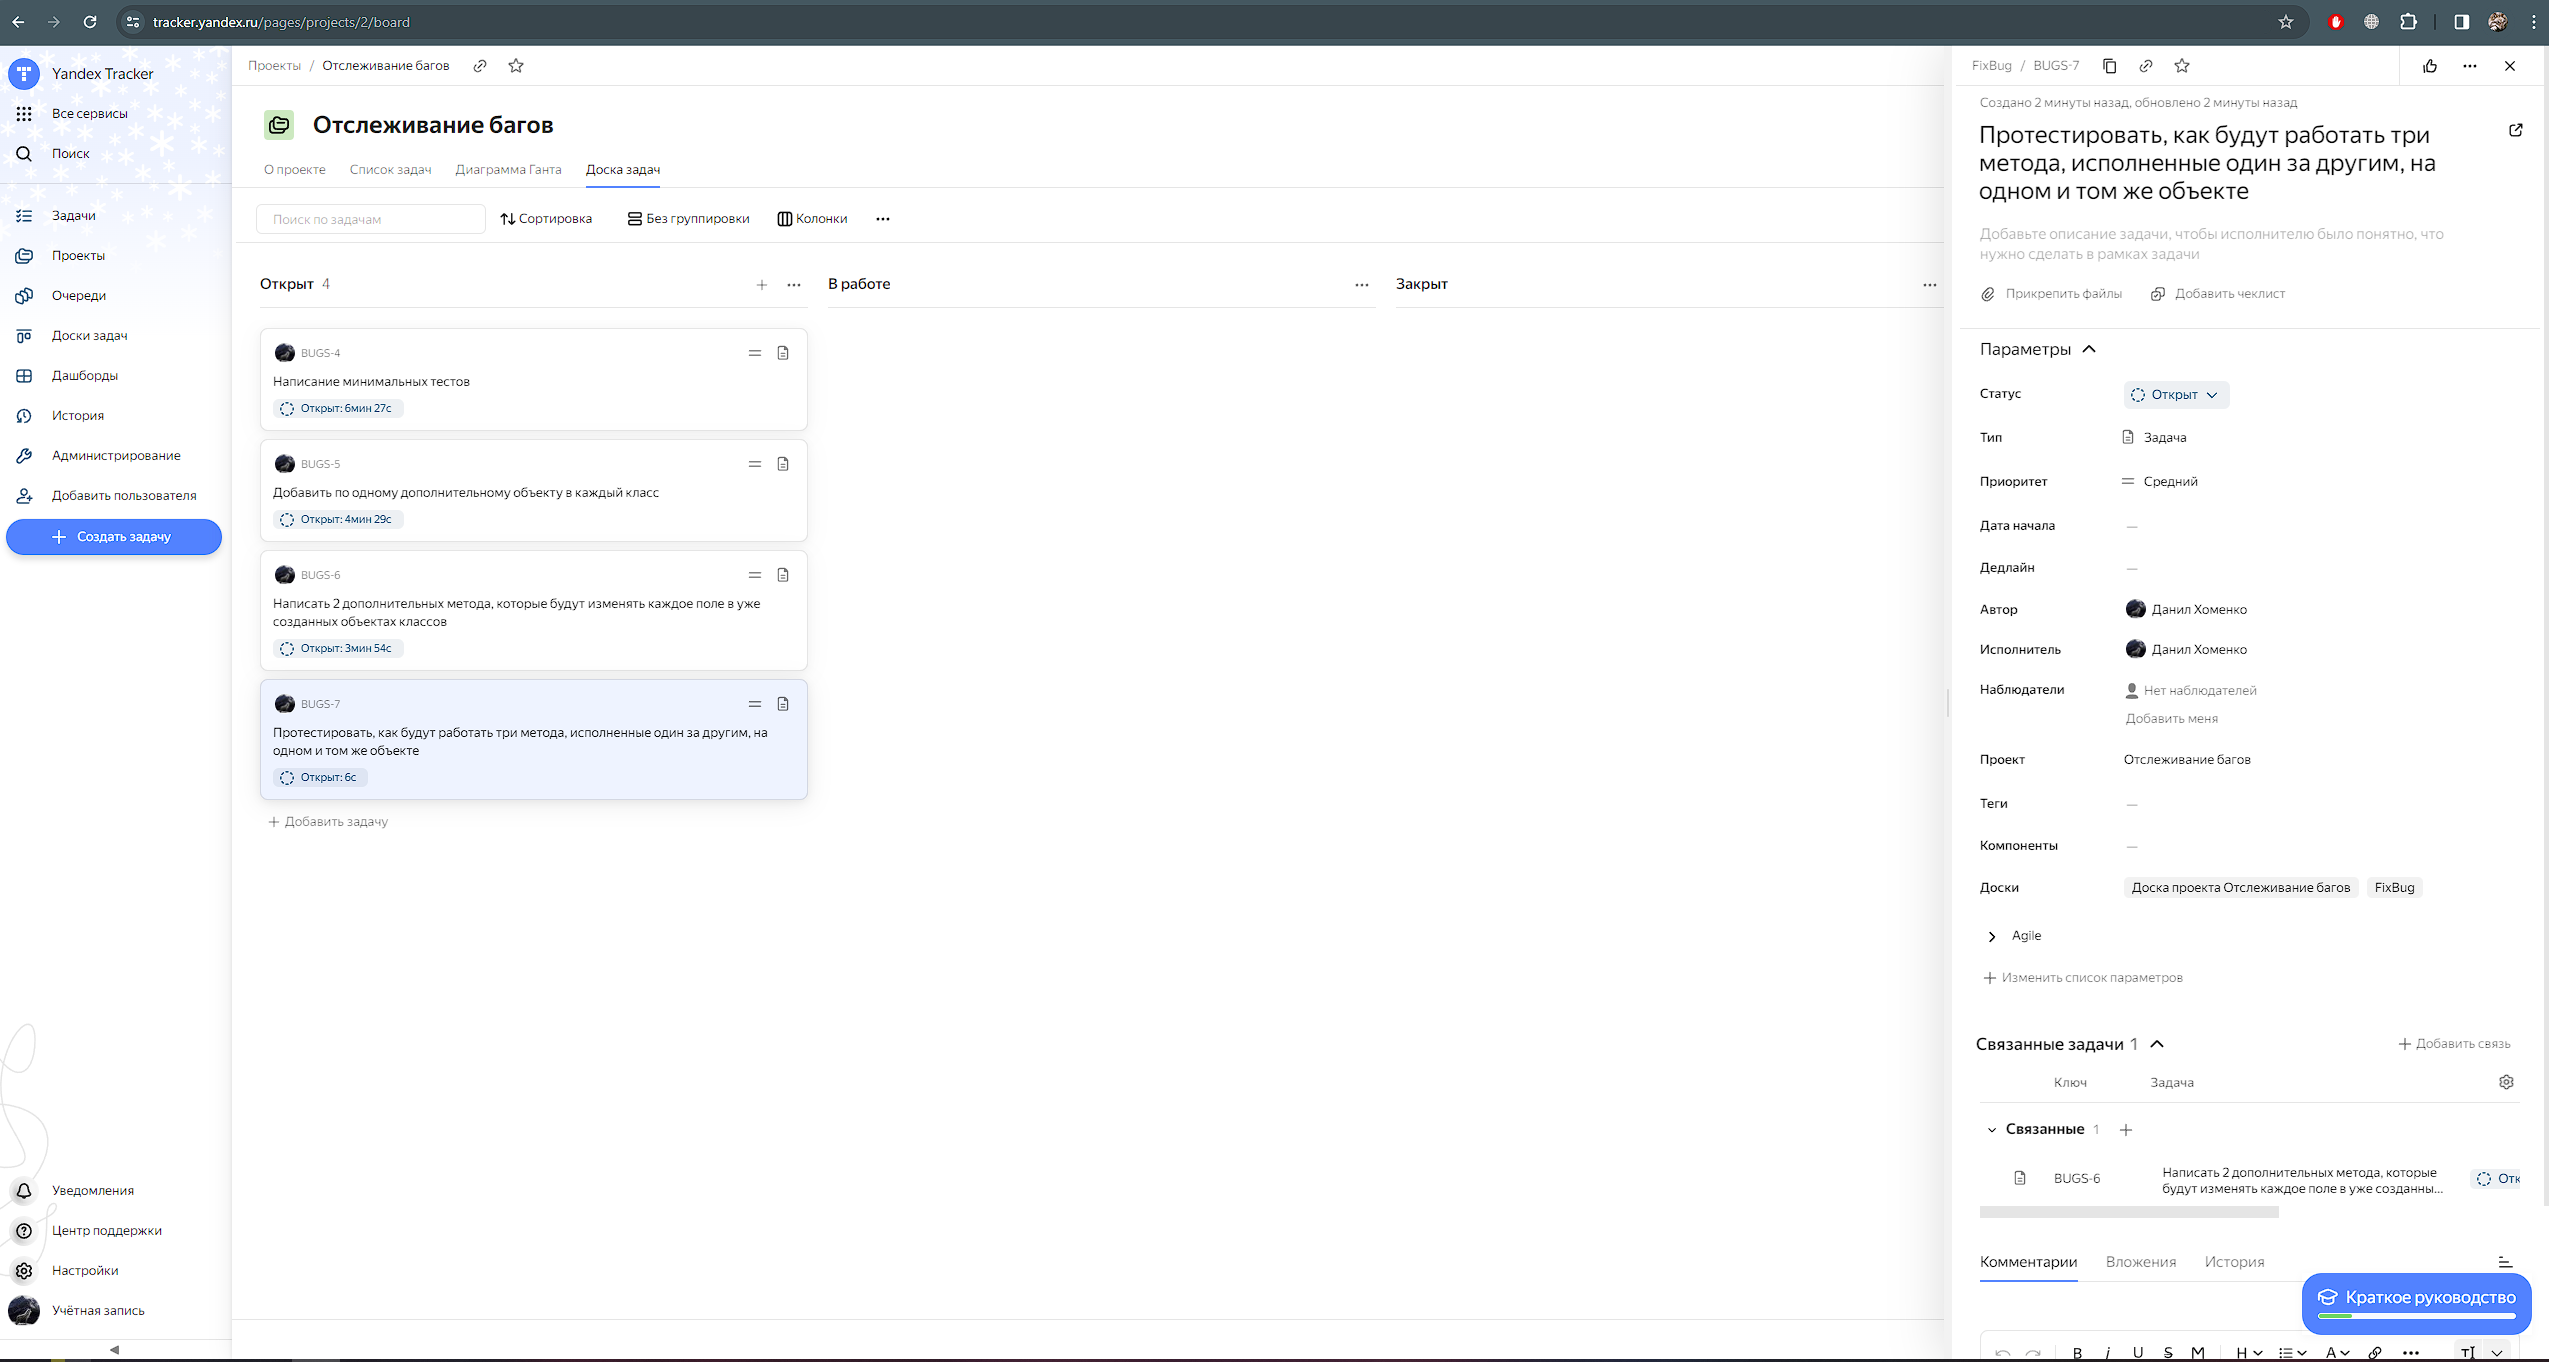 tracker.yandex.ru/pages/projects/2/board
Yandex Tracker
Все сервисы
Поиск
Задачи
Проекты
Очереди
Доски задач
Дашборды
История
Администрирование
Добавить пользователя
Создать задачу
Уведомления
Центр поддержки
Настройки
Учётная запись
Проекты / Отслеживание багов
Отслеживание багов
О проекте Список задач Диаграмма Ганта Доска задач
Поиск по задачам Сортировка Без группировки Колонки
Открыт 4
BUGS-4
Написание минимальных тестов
Открыт: 6мин 27с
BUGS-5
Добавить по одному дополнительному объекту в каждый класс
Открыт: 4мин 29с
BUGS-6
Написать 2 дополнительных метода, которые будут изменять каждое поле в уже
созданных объектах классов
Открыт: 3мин 54с
BUGS-7
Протестировать, как будут работать три метода, исполненные один за другим, на
одном и том же объекте
Открыт: 6с
+ Добавить задачу
В работе
Закрыт
FixBug / BUGS-7
Создано 2 минуты назад, обновлено 2 минуты назад
Протестировать, как будут работать три
метода, исполненные один за другим, на
одном и том же объекте
Добавьте описание задачи, чтобы исполнителю было понятно, что
нужно сделать в рамках задачи
Прикрепить файлы Добавить чеклист
Параметры
Статус Открыт
Тип Задача
Приоритет Средний
Дата начала —
Дедлайн —
Автор Данил Хоменко
Исполнитель Данил Хоменко
Наблюдатели Нет наблюдателей
Добавить меня
Проект Отслеживание багов
Теги —
Компоненты —
Доски Доска проекта Отслеживание багов FixBug
Agile
+ Изменить список параметров
Связанные задачи 1 + Добавить связь
Ключ Задача
Связанные 1 +
BUGS-6 Написать 2 дополнительных метода, которые
будут изменять каждое поле в уже созданны... Отк
Комментарии Вложения История
Краткое руководство
B i U S M H A